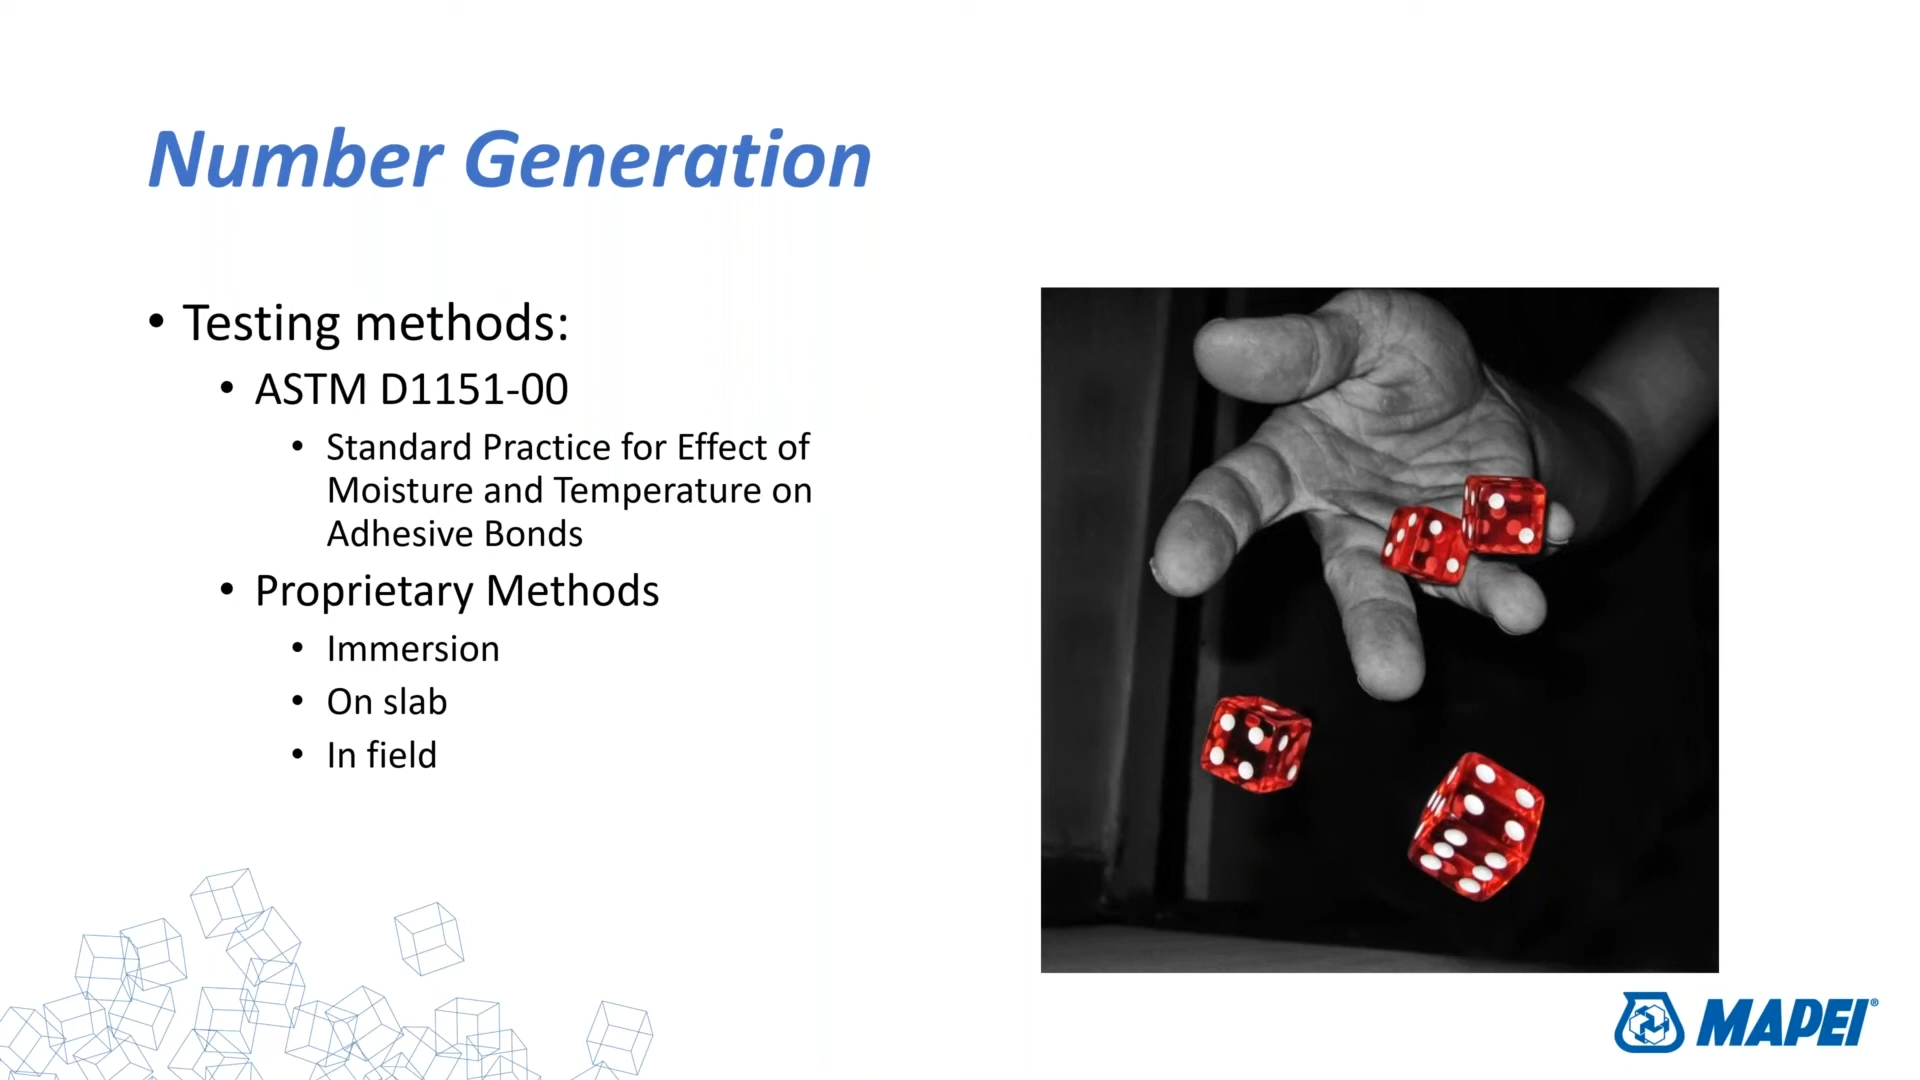 Number Generation
• Testing methods:
• ASTM D1151-00
• Standard Practice for Effect of
Moisture and Temperature on
Adhesive Bonds
• Proprietary Methods
• Immersion
• On slab
• In field
MAPEI®